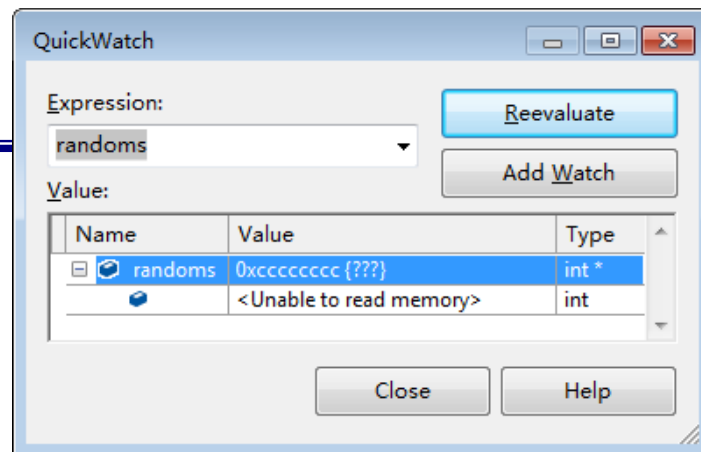 QuickWatch
Expression:
Reevaluate
randoms
Add Watch
Value:
Name Value Type
randoms 0xcccccccc {???} int *
<Unable to read memory> int
Close Help